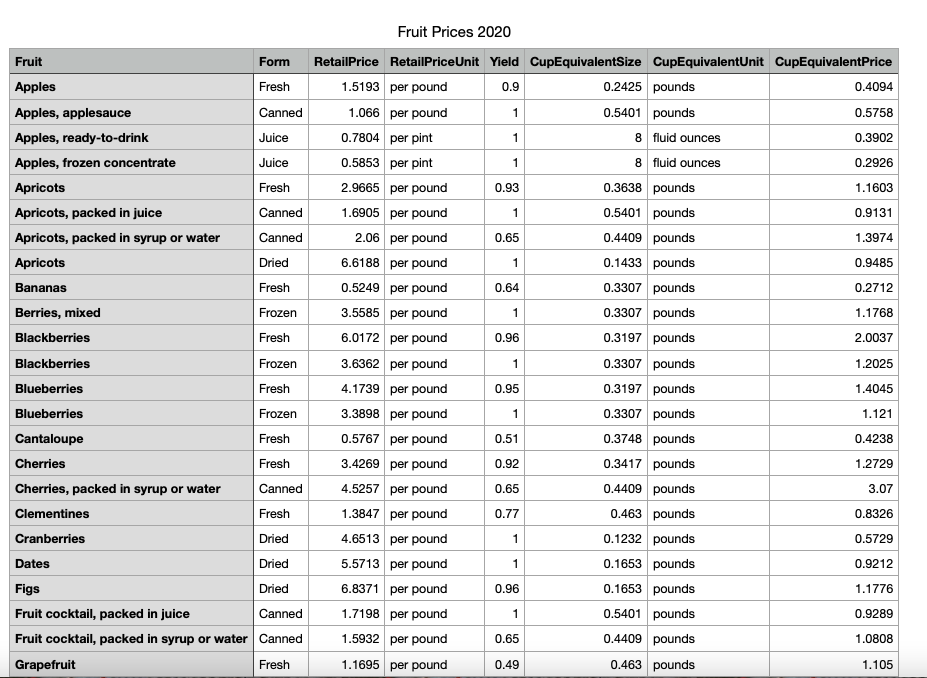 Fruit Prices 2020
Fruit Form RetailPrice RetailPriceUnit Yield CupEquivalentSize CupEquivalentUnit CupEquivalentPrice
Apples Fresh 1.5193 per pound 0.9 0.2425 pounds 0.4094
Apples, applesauce Canned 1.066 per pound 1 0.5401 pounds 0.5758
Apples, ready-to-drink Juice 0.7804 per pint 1 8 fluid ounces 0.3902
Apples, frozen concentrate Juice 0.5853 per pint 1 8 fluid ounces 0.2926
Apricots Fresh 2.9665 per pound 0.93 0.3638 pounds 1.1603
Apricots, packed in juice Canned 1.6905 per pound 1 0.5401 pounds 0.9131
Apricots, packed in syrup or water Canned 2.06 per pound 0.65 0.4409 pounds 1.3974
Apricots Dried 6.6188 per pound 1 0.1433 pounds 0.9485
Bananas Fresh 0.5249 per pound 0.64 0.3307 pounds 0.2712
Berries, mixed Frozen 3.5585 per pound 1 0.3307 pounds 1.1768
Blackberries Fresh 6.0172 per pound 0.96 0.3197 pounds 2.0037
Blackberries Frozen 3.6362 per pound 1 0.3307 pounds 1.2025
Blueberries Fresh 4.1739 per pound 0.95 0.3197 pounds 1.4045
Blueberries Frozen 3.3898 per pound 1 0.3307 pounds 1.121
Cantaloupe Fresh 0.5767 per pound 0.51 0.3748 pounds 0.4238
Cherries Fresh 3.4269 per pound 0.92 0.3417 pounds 1.2729
Cherries, packed in syrup or water Canned 4.5257 per pound 0.65 0.4409 pounds 3.07
Clementines Fresh 1.3847 per pound 0.77 0.463 pounds 0.8326
Cranberries Dried 4.6513 per pound 1 0.1232 pounds 0.5729
Dates Dried 5.5713 per pound 1 0.1653 pounds 0.9212
Figs Dried 6.8371 per pound 0.96 0.1653 pounds 1.1776
Fruit cocktail, packed in juice Canned 1.7198 per pound 1 0.5401 pounds 0.9289
Fruit cocktail, packed in syrup or water Canned 1.5932 per pound 0.65 0.4409 pounds 1.0808
Grapefruit Fresh 1.1695 per pound 0.49 0.463 pounds 1.105